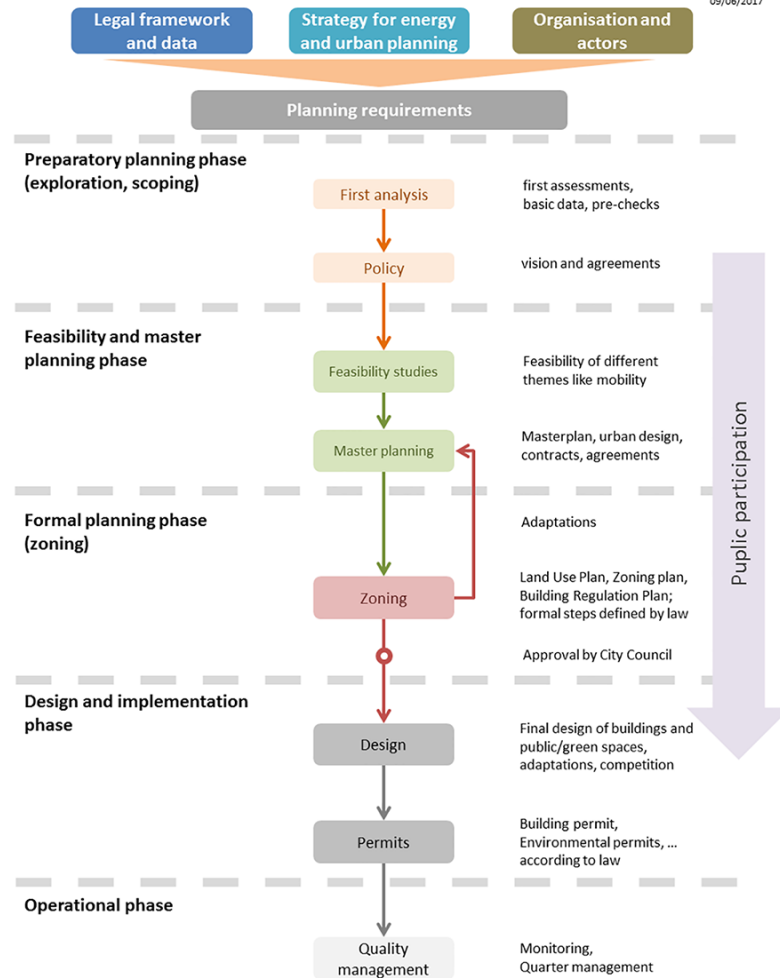 09/06/2017
Legal framework
and data
Strategy for energy
and urban planning
Organisation and
actors
Planning requirements
Preparatory planning phase
(exploration, scoping)
First analysis
first assessments,
basic data, pre-checks
Policy
vision and agreements
Feasibility and master
planning phase
Feasibility studies
Feasibility of different
themes like mobility
Master planning
Masterplan, urban design,
contracts, agreements
Formal planning phase
(zoning)
Adaptations
Zoning
Land Use Plan, Zoning plan,
Building Regulation Plan;
formal steps defined by law
Approval by City Council
Design and implementation
phase
Design
Final design of buildings and
public/green spaces,
adaptations, competition
Permits
Building permit,
Environmental permits, ...
according to law
Operational phase
Quality
management
Monitoring,
Quarter management
Puplic participation